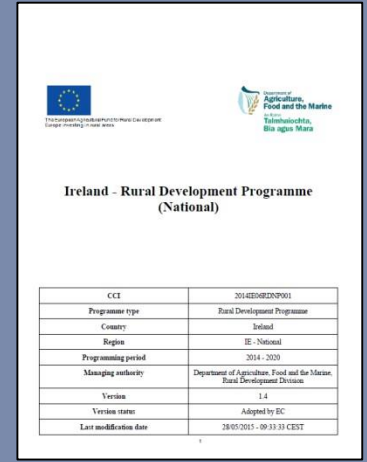 The European Agricultural Fund for Rural Development
Europe investing in rural areas
Department of
Agriculture,
Food and the Marine
An Roinn
Talmhaíochta,
Bia agus Mara
Ireland - Rural Development Programme
(National)
CCI 2014IE06RDNP001
Programme type Rural Development Programme
Country Ireland
Region IE - National
Programming period 2014 - 2020
Managing authority Department of Agriculture, Food and the Marine,
Rural Development Division
Version 1.4
Version status Adopted by EC
Last modification date 28/05/2015 - 09:33:33 CEST
1